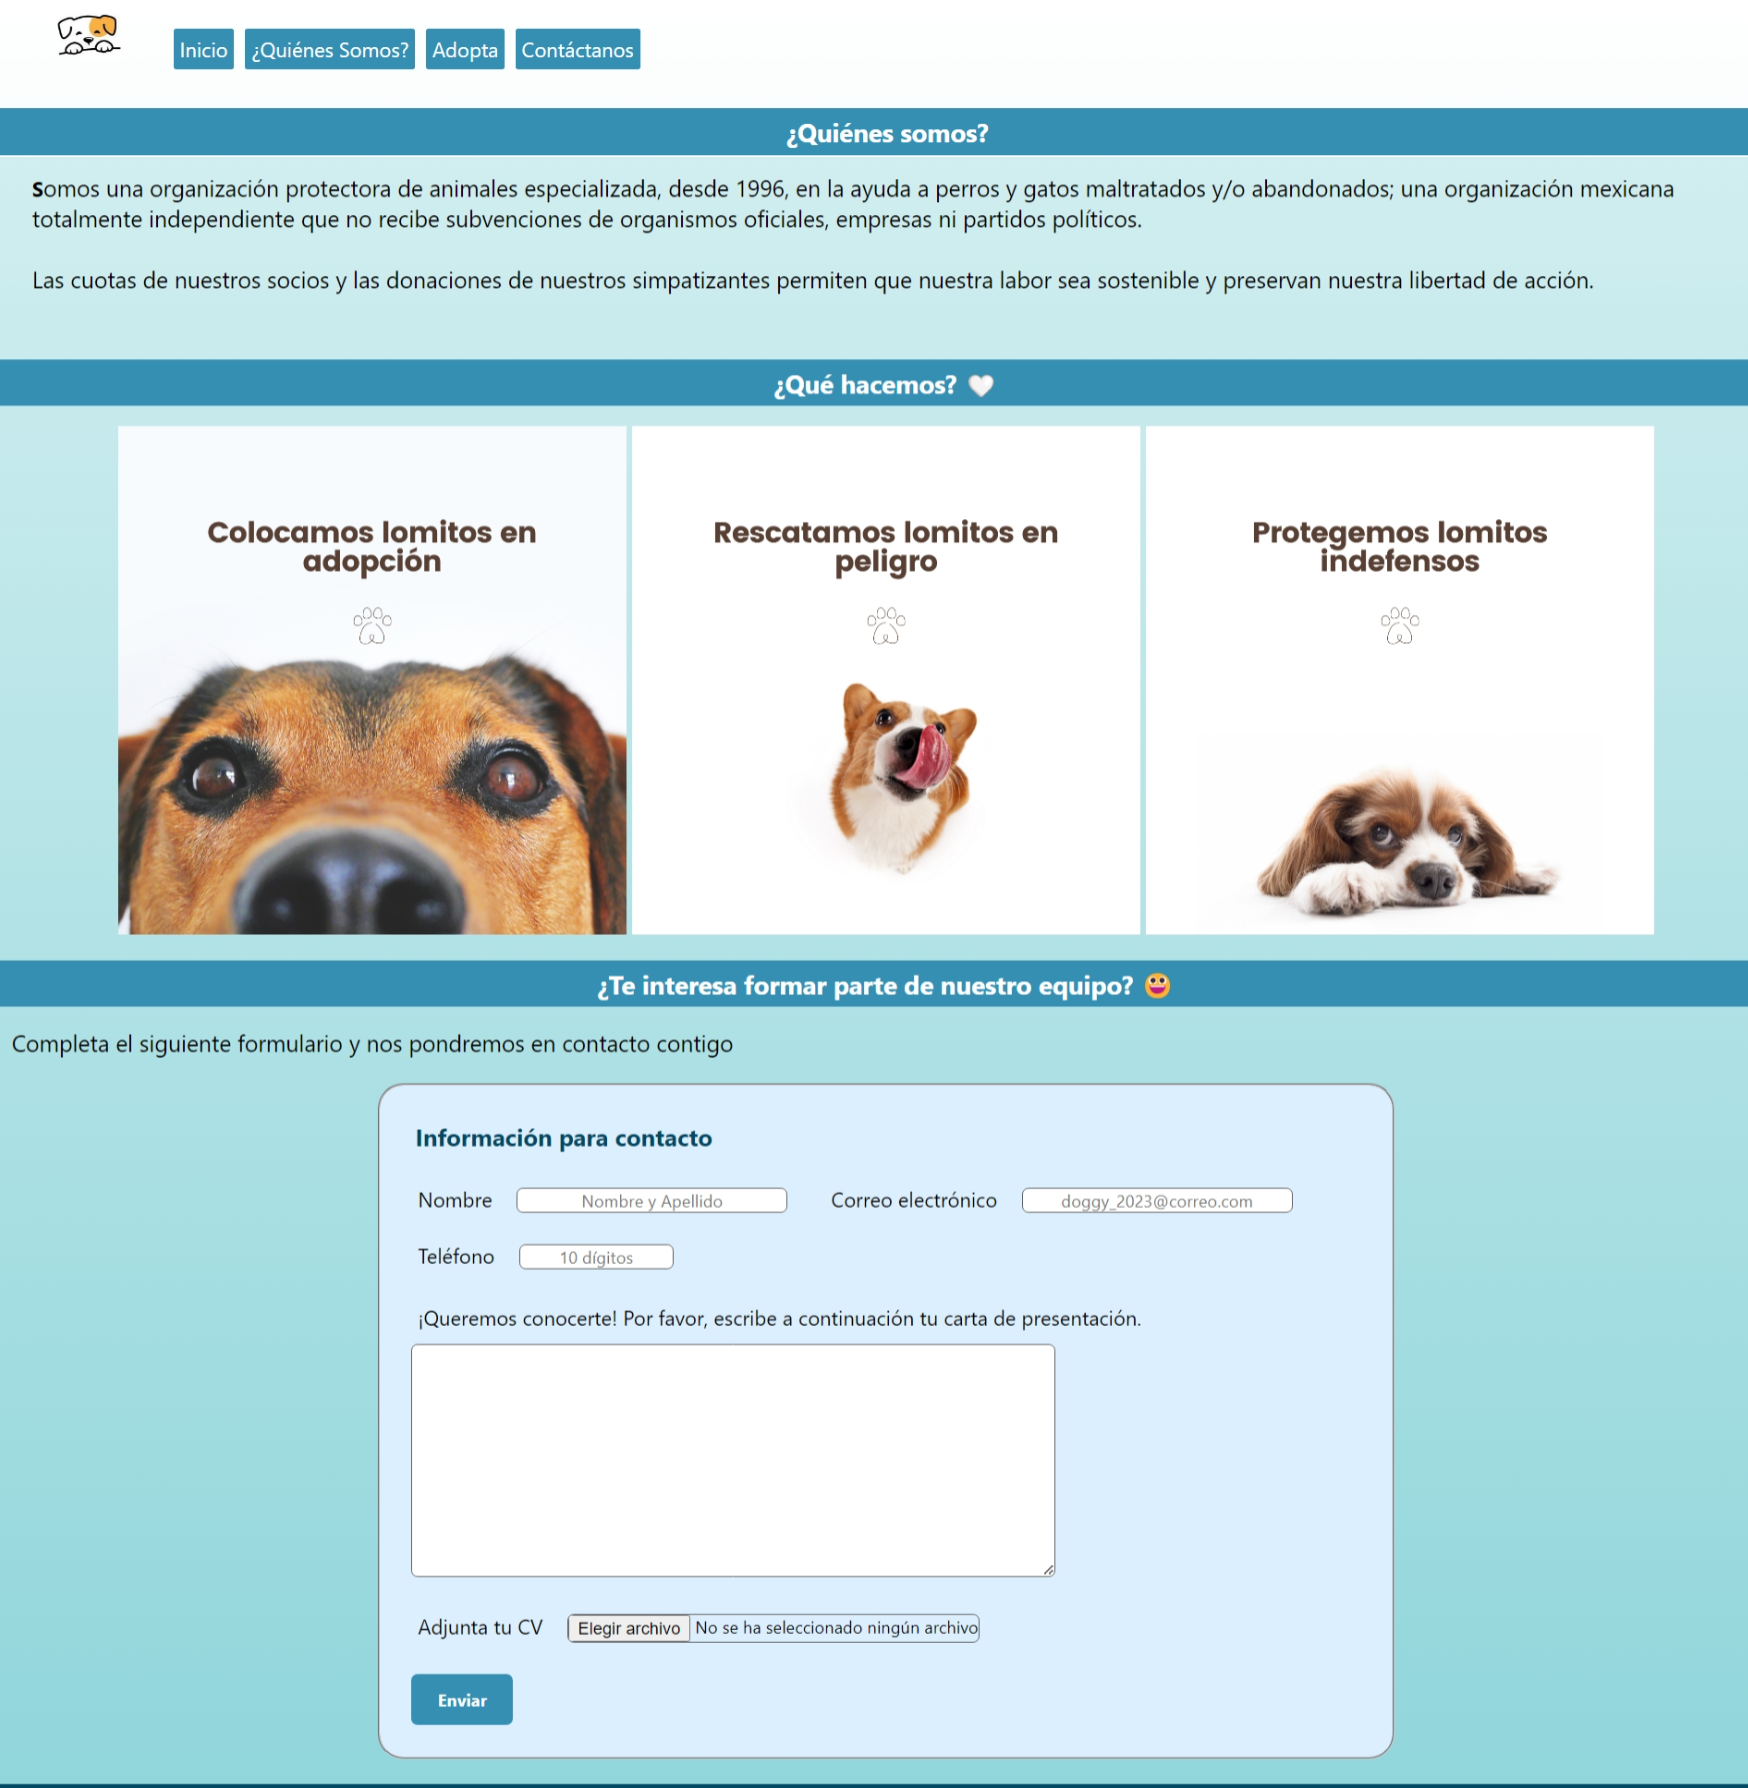 Inicio ¿Quiénes Somos? Adopta Contáctanos
¿Quiénes somos?
Somos una organización protectora de animales especializada, desde 1996, en la ayuda a perros y gatos maltratados y/o abandonados; una organización mexicana
totalmente independiente que no recibe subvenciones de organismos oficiales, empresas ni partidos políticos.
Las cuotas de nuestros socios y las donaciones de nuestros simpatizantes permiten que nuestra labor sea sostenible y preservan nuestra libertad de acción.
¿Qué hacemos? 🤍
Colocamos lomitos en
adopción
Rescatamos lomitos en
peligro
Protegemos lomitos
indefensos
¿Te interesa formar parte de nuestro equipo? 😀
Completa el siguiente formulario y nos pondremos en contacto contigo
Información para contacto
Nombre Nombre y Apellido Correo electrónico doggy_2023@correo.com
Teléfono 10 dígitos
¡Queremos conocerte! Por favor, escribe a continuación tu carta de presentación.
Adjunta tu CV Elegir archivo No se ha seleccionado ningún archivo
Enviar